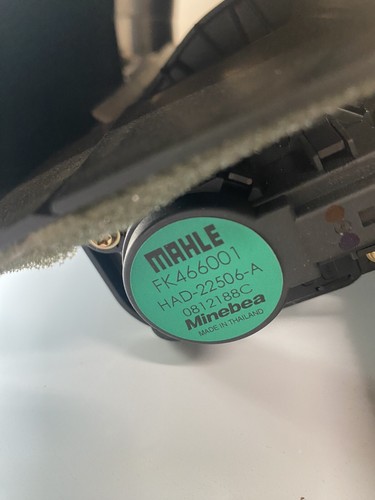 MAHLE
FK466001
HAD-22506-A
0812188C
Minebea
MADE IN THAILAND